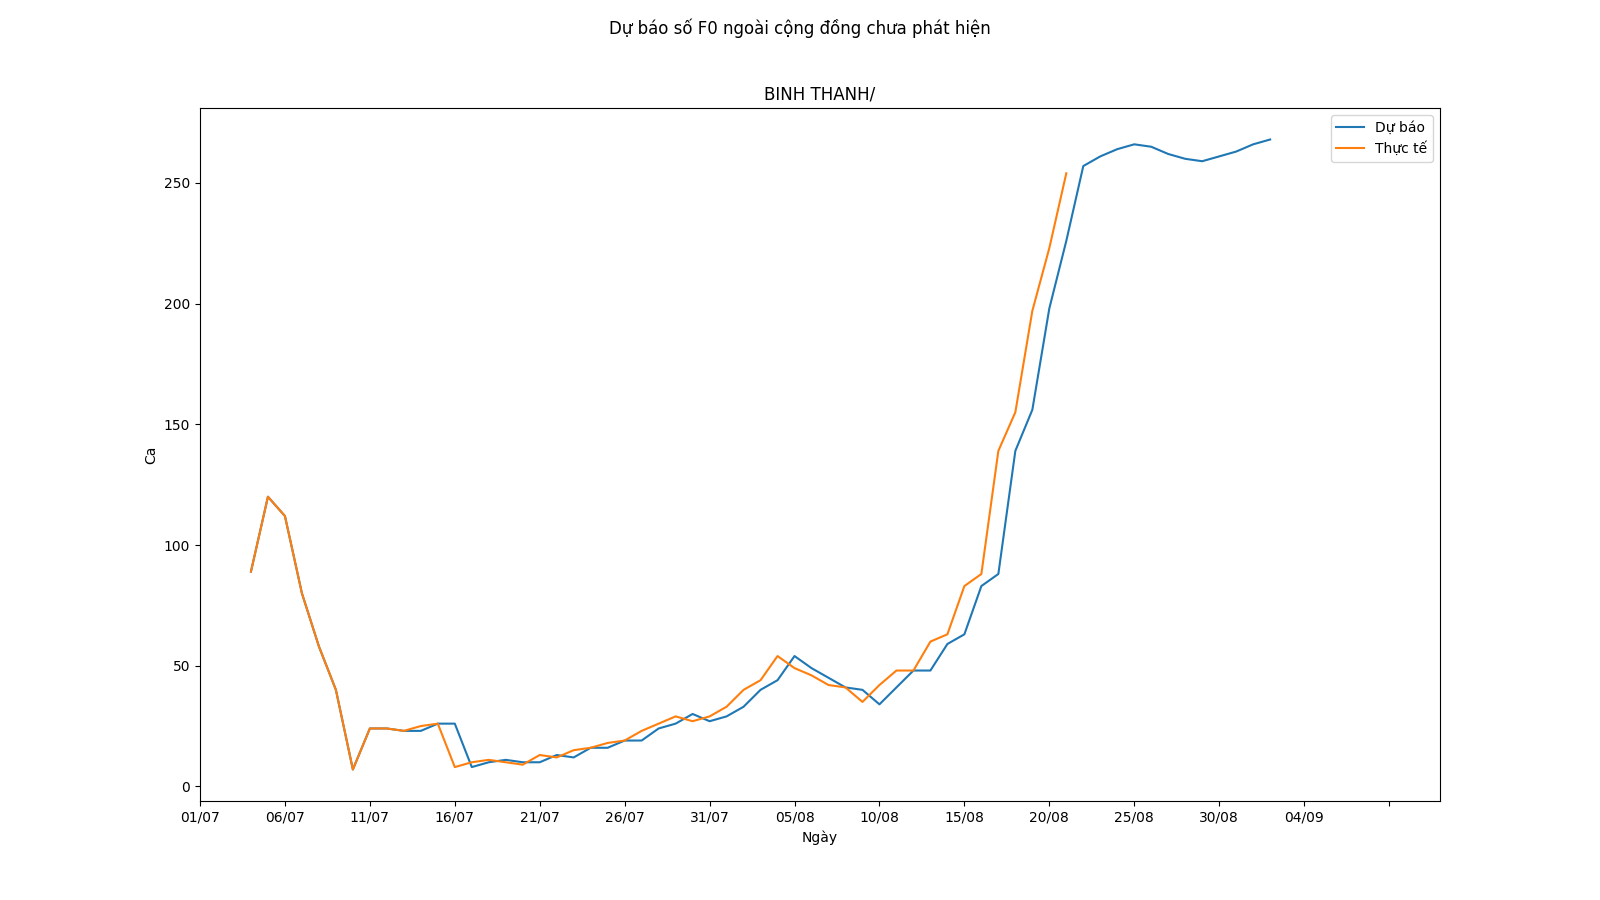 Dự báo số F0 ngoài cộng đồng chưa phát hiện
BINH THANH/
Dự báo
Thực tế
250
200
150
100
50
0
Ca
01/07 06/07 11/07 16/07 21/07 26/07 31/07 05/08 10/08 15/08 20/08 25/08 30/08 04/09
Ngày